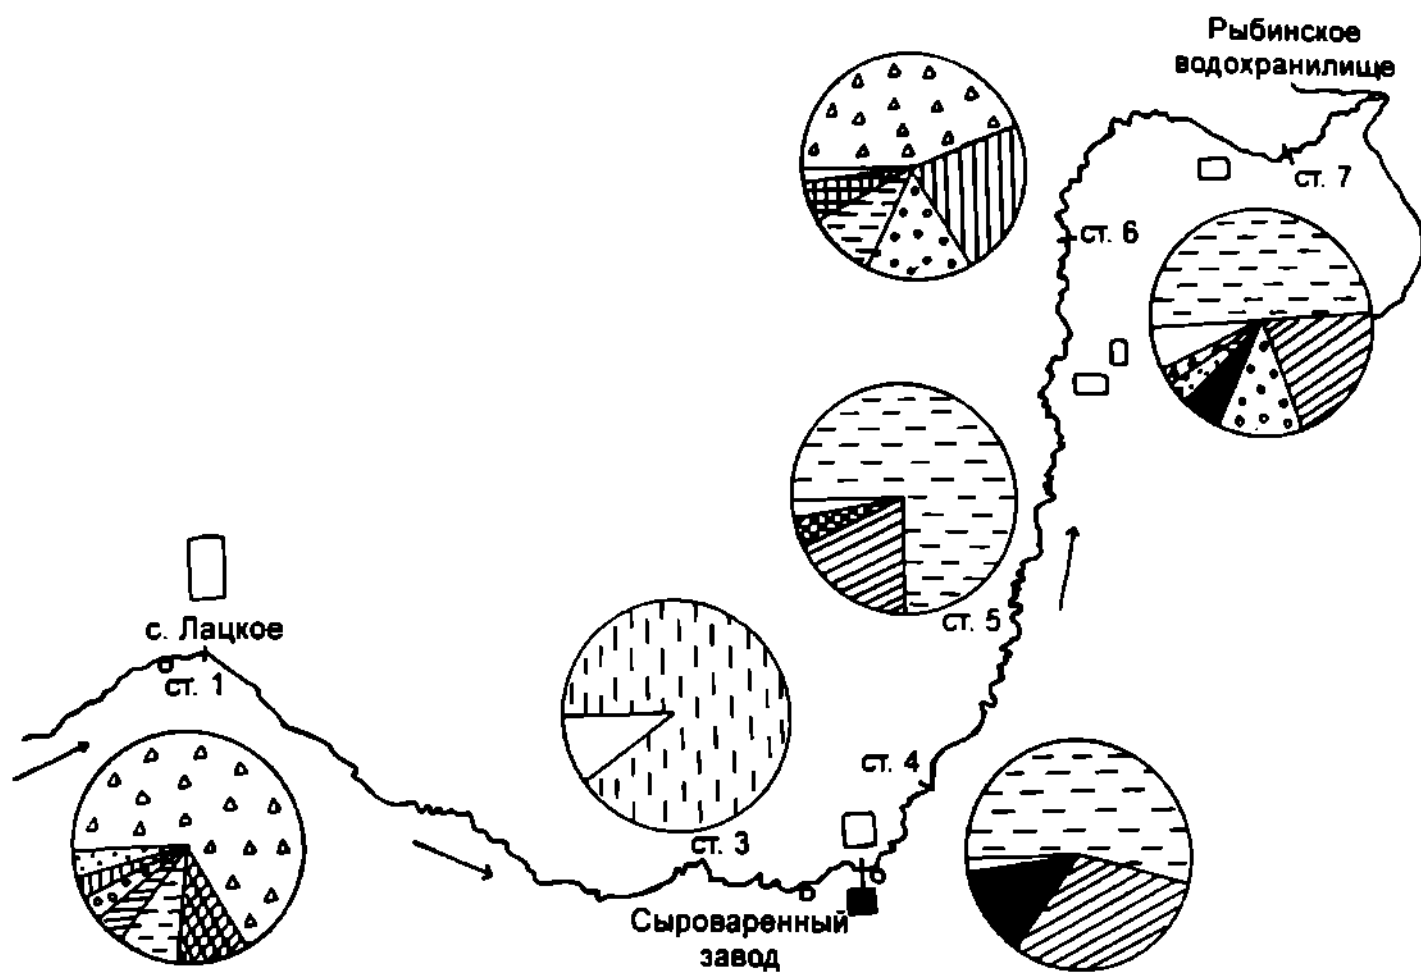 Рыбинское
водохранилище
ст. 7
ст. 6
ст. 5
с. Лацкое
ст. 1
ст. 4
ст. 3
Сыроваренный
завод